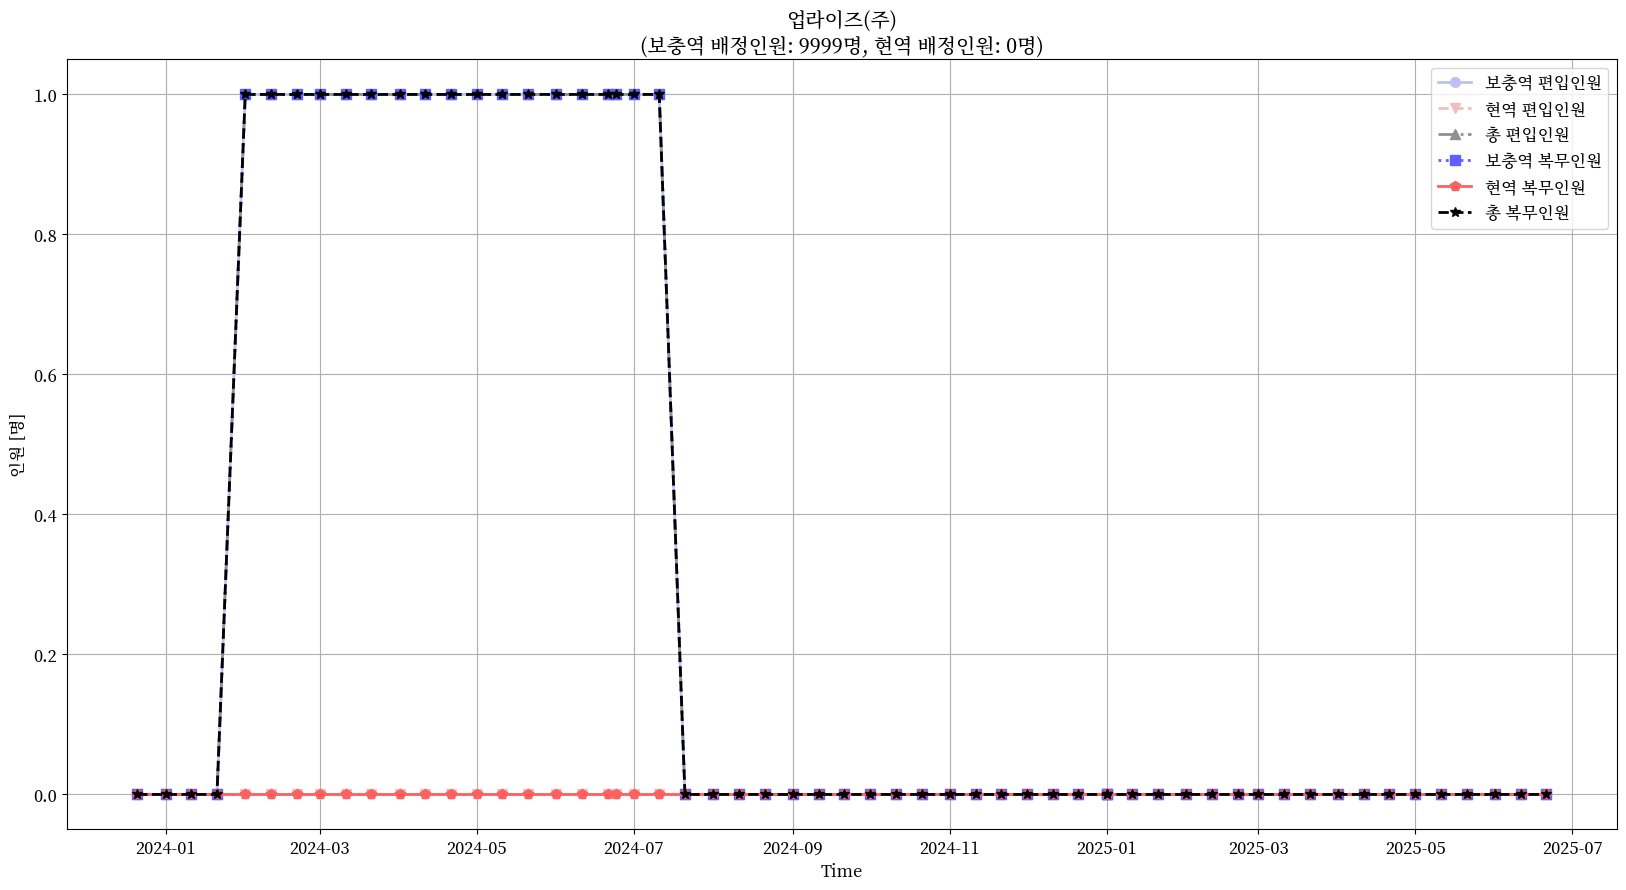 업라이즈(주)
(보충역 배정인원: 9999명, 현역 배정인원: 0명)
보충역 편입인원
현역 편입인원
총 편입인원
보충역 복무인원
현역 복무인원
총 복무인원
인원 [명]
1.0
0.8
0.6
0.4
0.2
0.0
2024-01 2024-03 2024-05 2024-07 2024-09 2024-11 2025-01 2025-03 2025-05 2025-07
Time